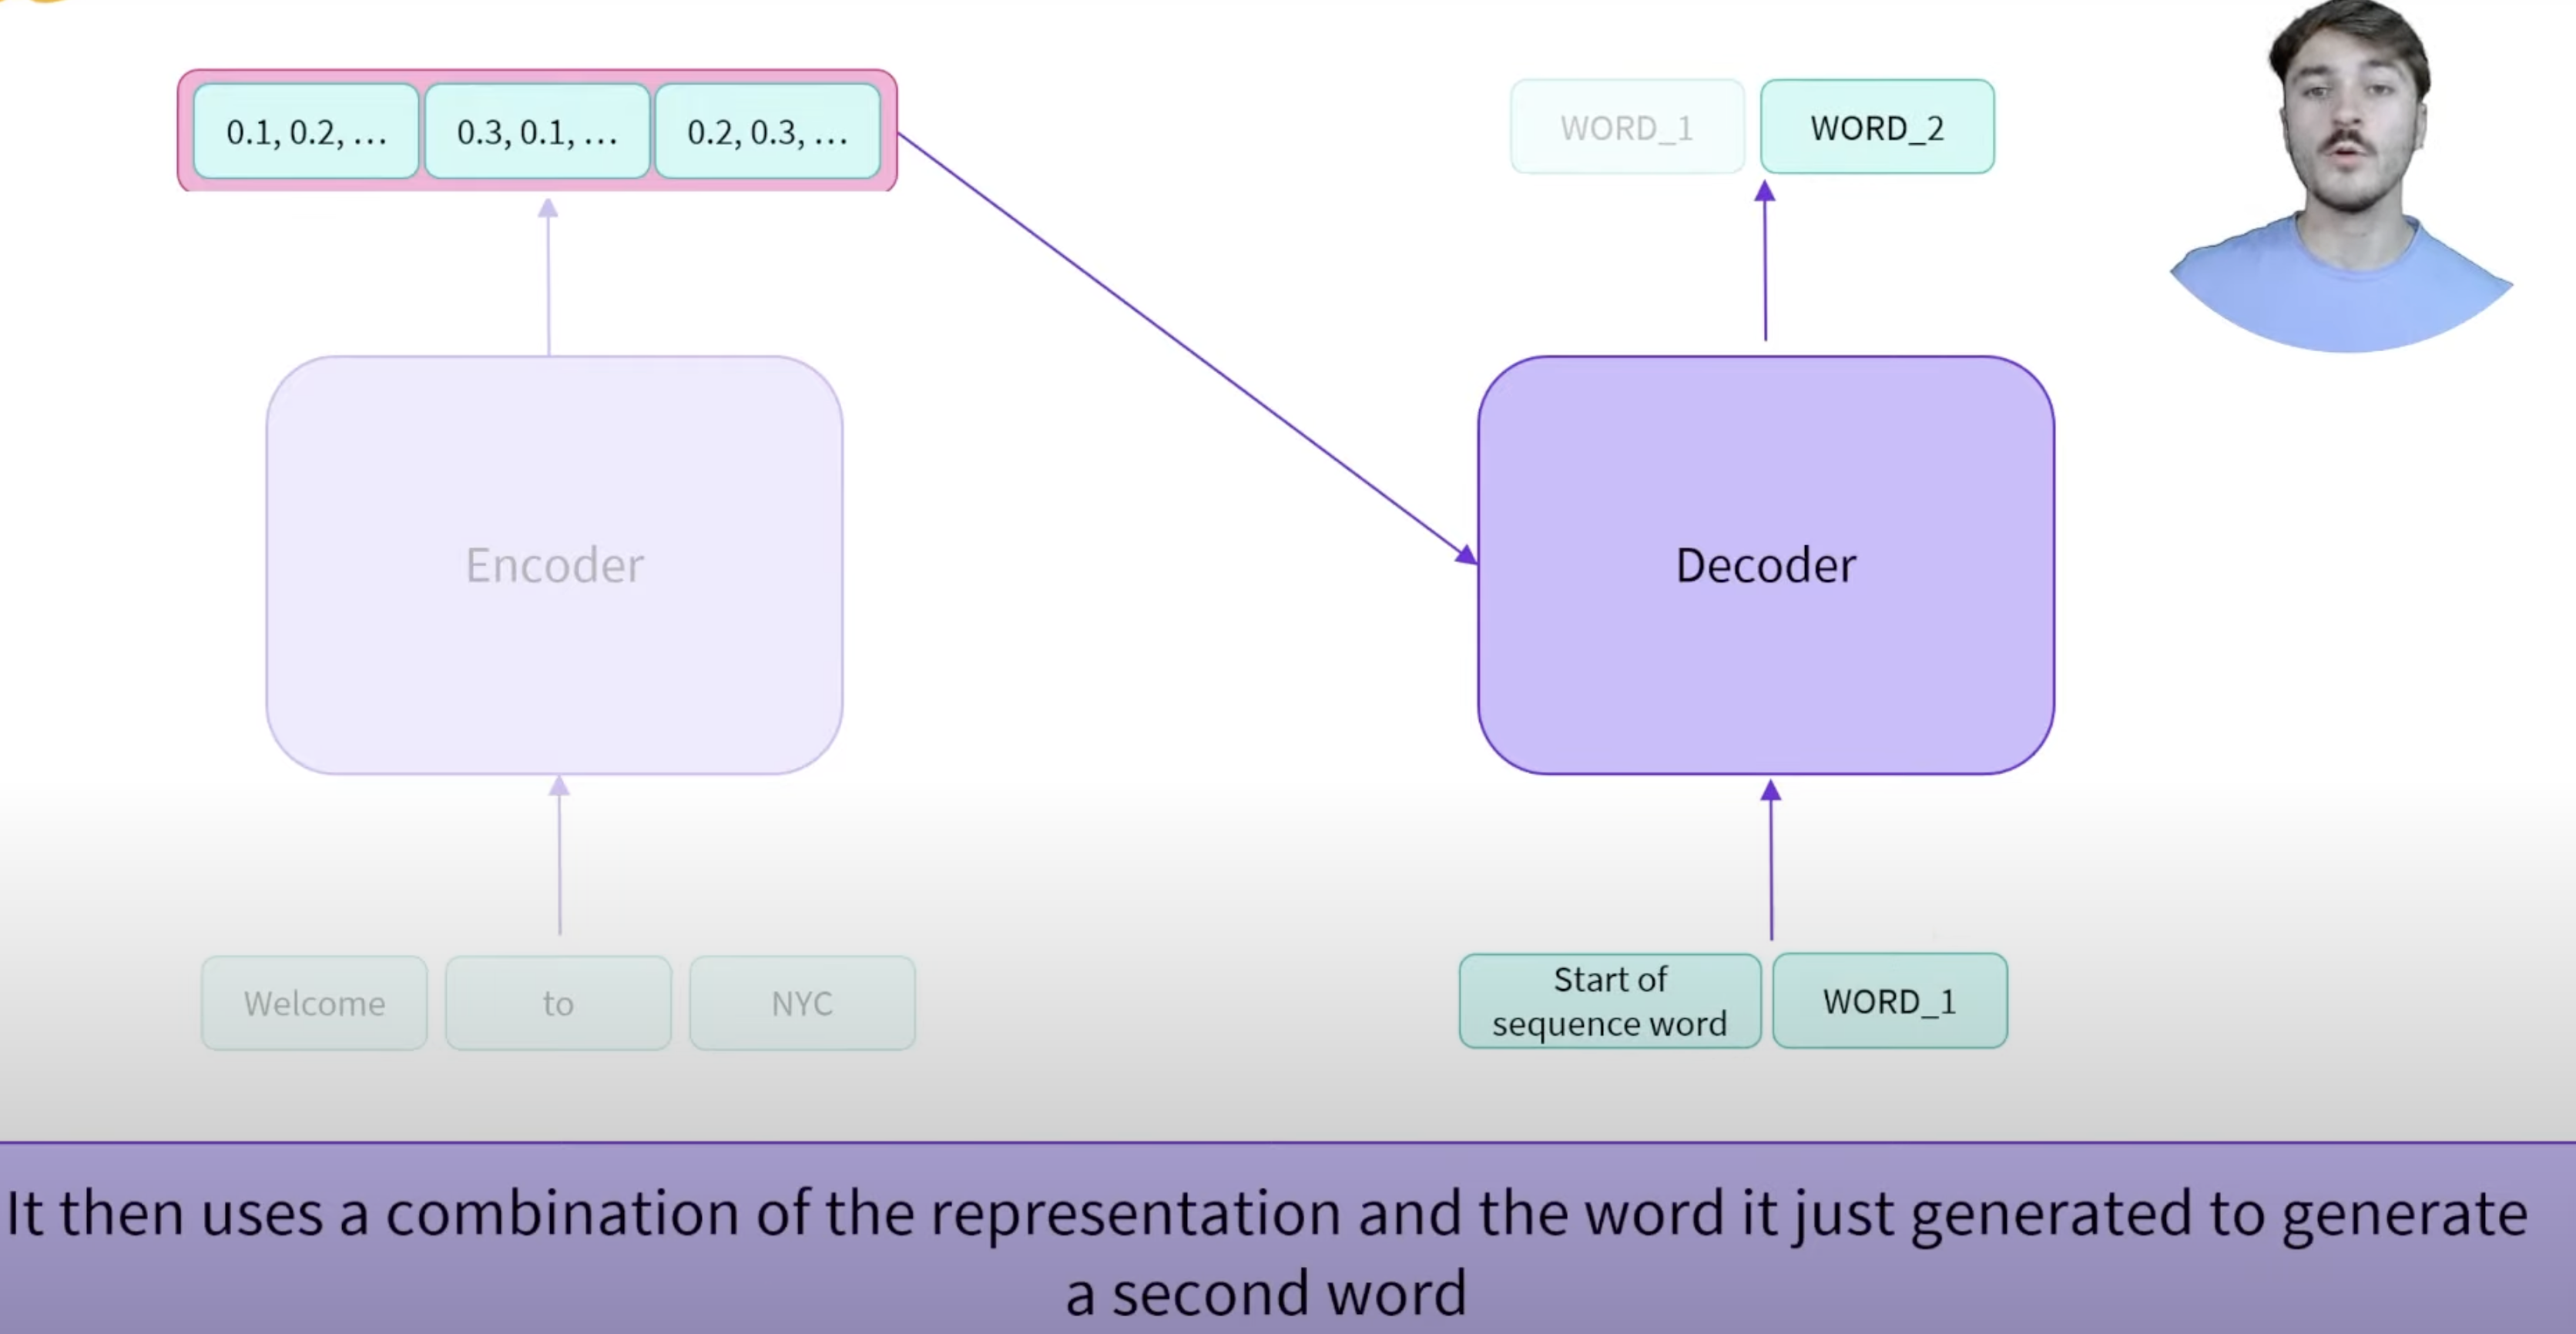 0.1, 0.2, ...
0.3, 0.1, ...
0.2, 0.3, ...
WORD_1
WORD_2
Encoder
Decoder
Welcome
to
NYC
Start of
sequence word
WORD_1
It then uses a combination of the representation and the word it just generated to generate
a second word